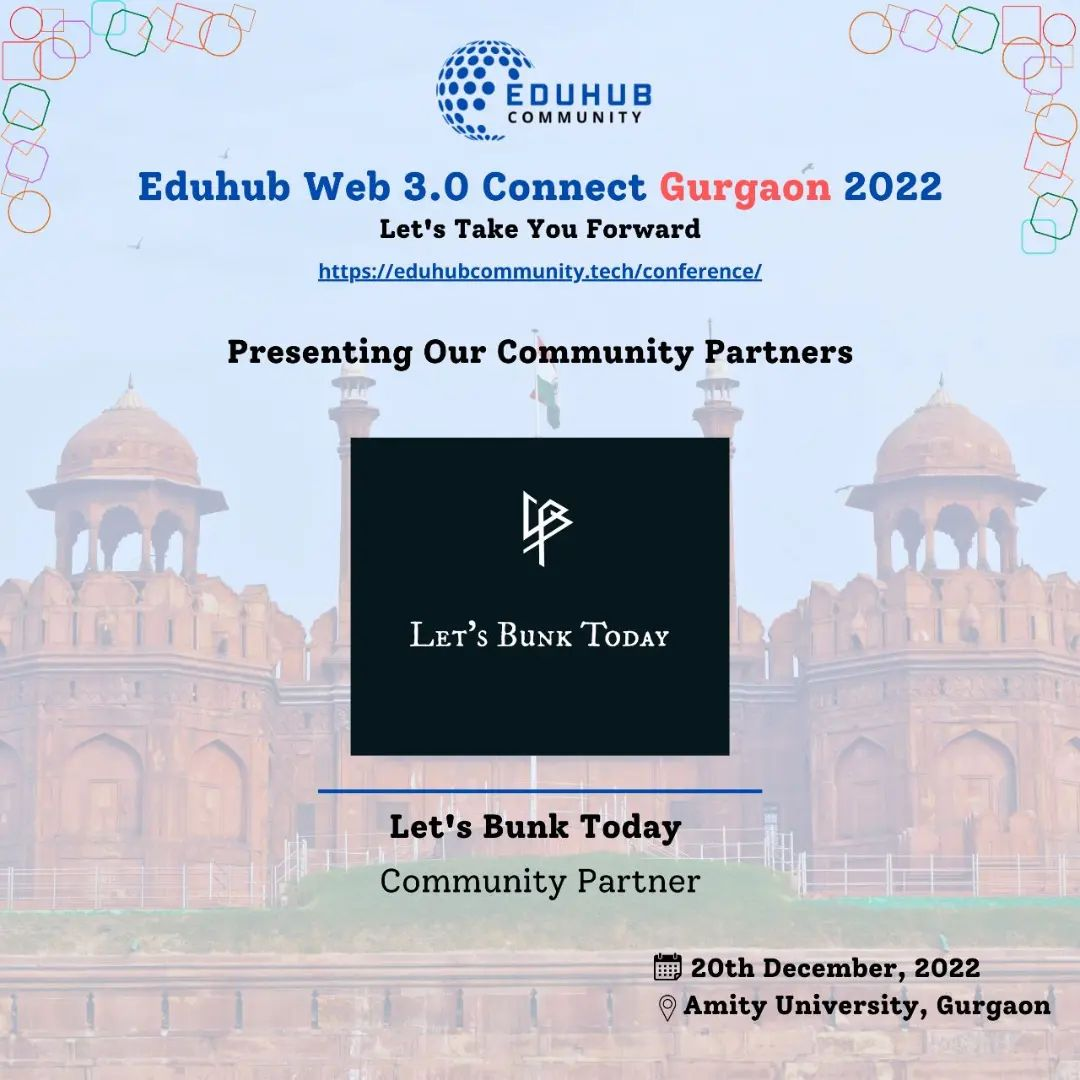 EDUHUB
COMMUNITY
Eduhub Web 3.0 Connect Gurgaon 2022
Let's Take You Forward
https://eduhubcommunity.tech/conference/
Presenting Our Community Partners
Let's Bunk Today
Let's Bunk Today
Community Partner
20th December, 2022
Amity University, Gurgaon